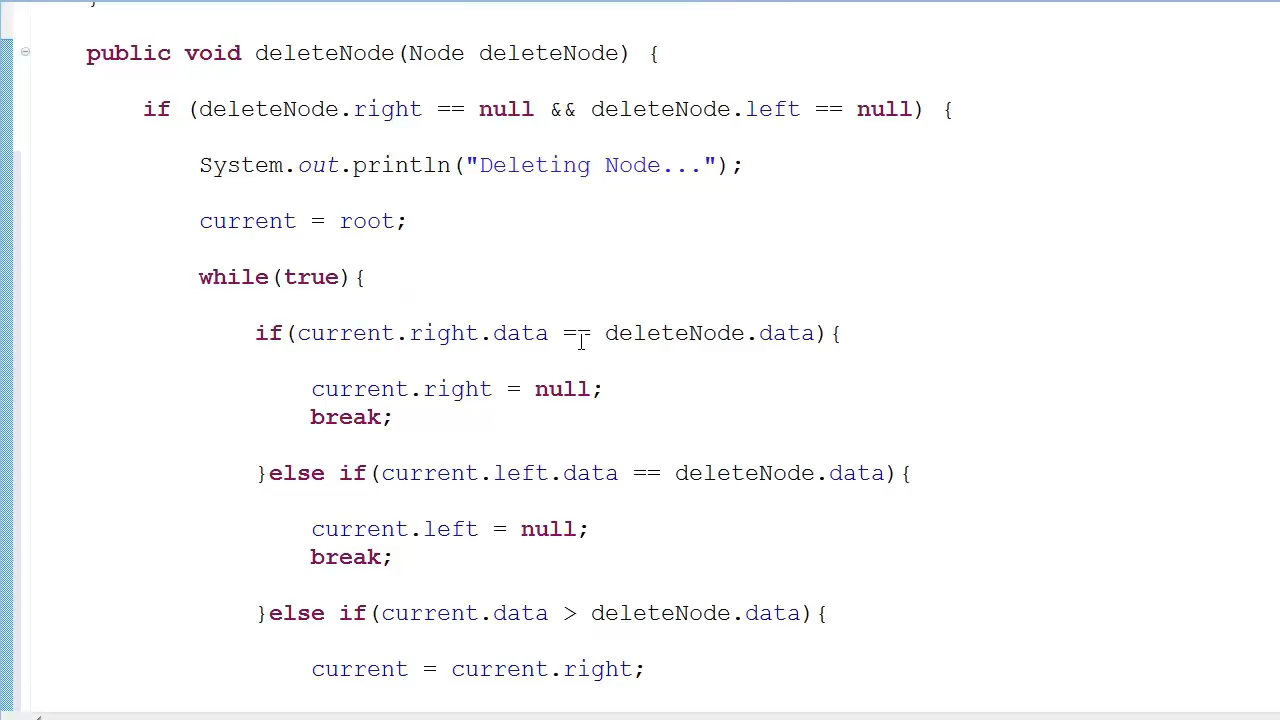 }
public void deleteNode(Node deleteNode) {
if (deleteNode.right == null && deleteNode.left == null) {
System.out.println("Deleting Node...");
current = root;
while(true){
if(current.right.data == deleteNode.data){
current.right = null;
break;
}else if(current.left.data == deleteNode.data){
current.left = null;
break;
}else if(current.data > deleteNode.data){
current = current.right;